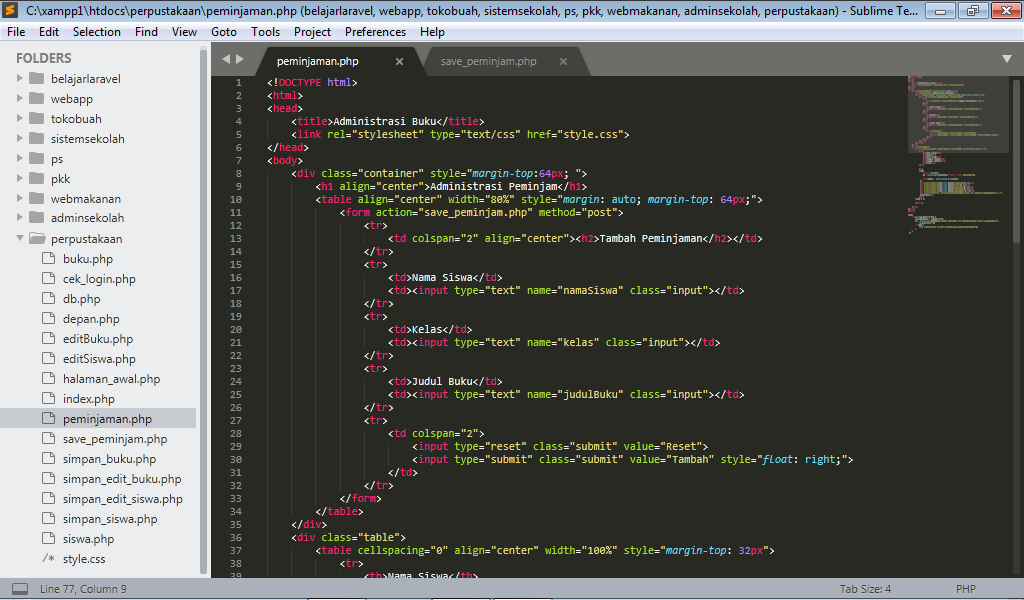 C:\xampp1\htdocs\perpustakaan\peminjaman.php (belajarlaravel, webapp, tokobuah, sistemsekolah, ps, pkk, webmakanan, adminsekolah, perpustakaan) - Sublime Te...
File Edit Selection Find View Goto Tools Project Preferences Help
FOLDERS
belajarlaravel
webapp
tokobuah
sistemsekolah
ps
pkk
webmakanan
adminsekolah
perpustakaan
buku.php
cek_login.php
db.php
depan.php
editBuku.php
editSiswa.php
halaman_awal.php
index.php
peminjaman.php
save_peminjam.php
simpan_buku.php
simpan_edit_buku.php
simpan_edit_siswa.php
simpan_siswa.php
siswa.php
/* style.css
peminjaman.php × save_peminjam.php ×
1 <!DOCTYPE html>
2 <html>
3 <head>
4 <title>Administrasi Buku</title>
5 <link rel="stylesheet" type="text/css" href="style.css">
6 </head>
7 <body>
8 <div class="container" style="margin-top:64px; ">
9 <h1 align="center">Administrasi Peminjam</h1>
10 <table align="center" width="80%" style="margin: auto; margin-top: 64px;">
11 <form action="save_peminjam.php" method="post">
12 <tr>
13 <td colspan="2" align="center"><h2>Tambah Peminjaman</h2></td>
14 </tr>
15 <tr>
16 <td>Nama Siswa</td>
17 <td><input type="text" name="namaSiswa" class="input"></td>
18 </tr>
19 <tr>
20 <td>Kelas</td>
21 <td><input type="text" name="kelas" class="input"></td>
22 </tr>
23 <tr>
24 <td>Judul Buku</td>
25 <td><input type="text" name="judulBuku" class="input"></td>
26 </tr>
27 <tr>
28 <td colspan="2">
29 <input type="reset" class="submit" value="Reset">
30 <input type="submit" class="submit" value="Tambah" style="float: right;">
31 </td>
32 </tr>
33 </form>
34 </table>
35 </div>
36 <div class="table">
37 <table cellspacing="0" align="center" width="100%" style="margin-top: 32px">
38 <tr>
39 <th>Nama Siswa</th>
Line 77, Column 9 Tab Size: 4 PHP